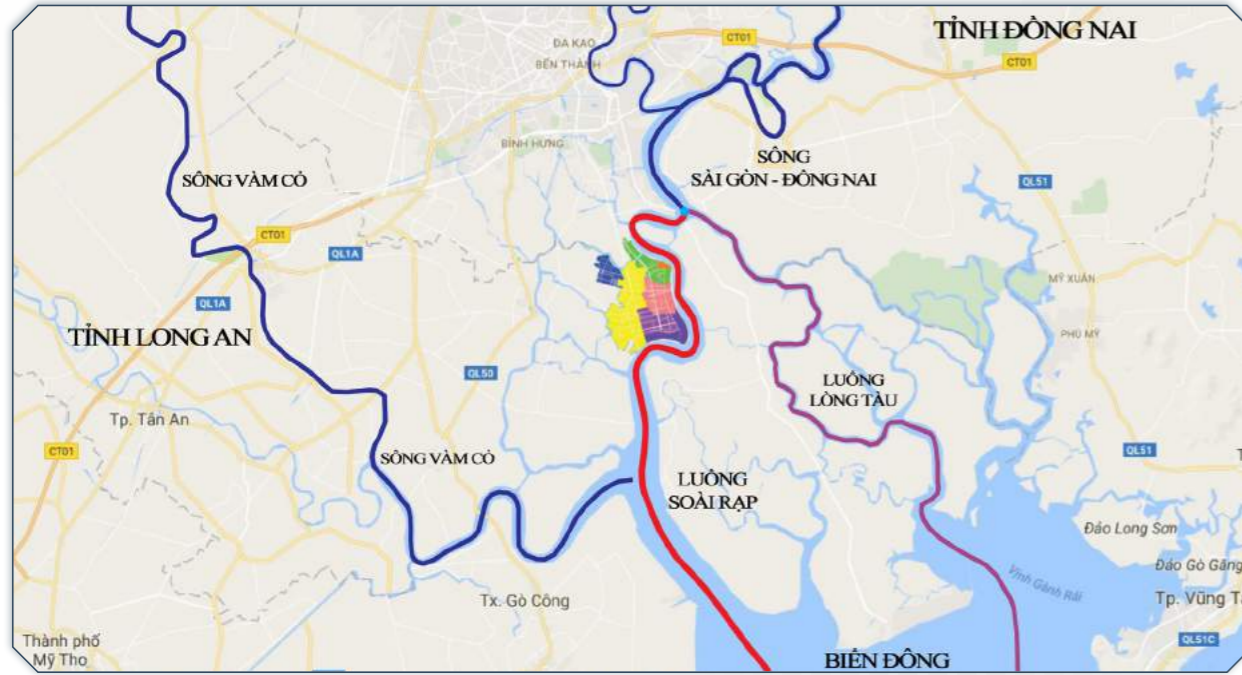 TỈNH ĐỒNG NAI
CT01
CT01
ĐA KAO
BẾN THÀNH
BÌNH HƯNG
SÔNG
SÀI GÒN - ĐỒNG NAI
SÔNG VÀM CỎ
QL51
CT01
QL1A
MỸ XUÂN
QL1A
TỈNH LONG AN
PHÚ MỸ
QL50
LUỒNG
LÒNG TÀU
Tp. Tân An
CT01
SÔNG VÀM CỎ
QL51
LUỒNG
SOÀI RẠP
Đảo Long Sơn
Đảo Gò Găng
Vịnh Gành Rái
Tx. Gò Công
Tp. Vũng T
Thành phố
Mỹ Tho
QL51C
BIỂN ĐÔNG